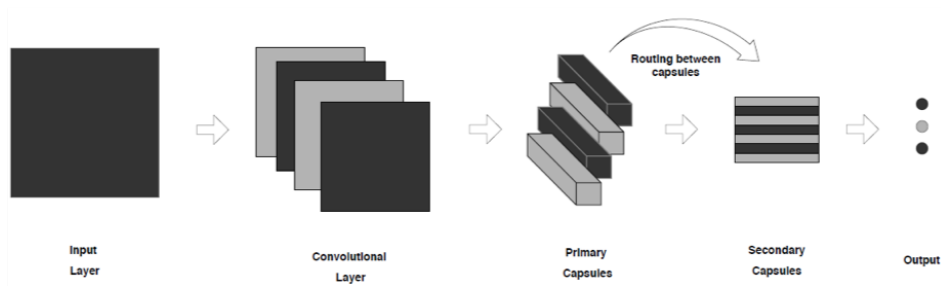 Routing between
capsules
Input
Layer
Convolutional
Layer
Primary
Capsules
Secondary
Capsules
Output